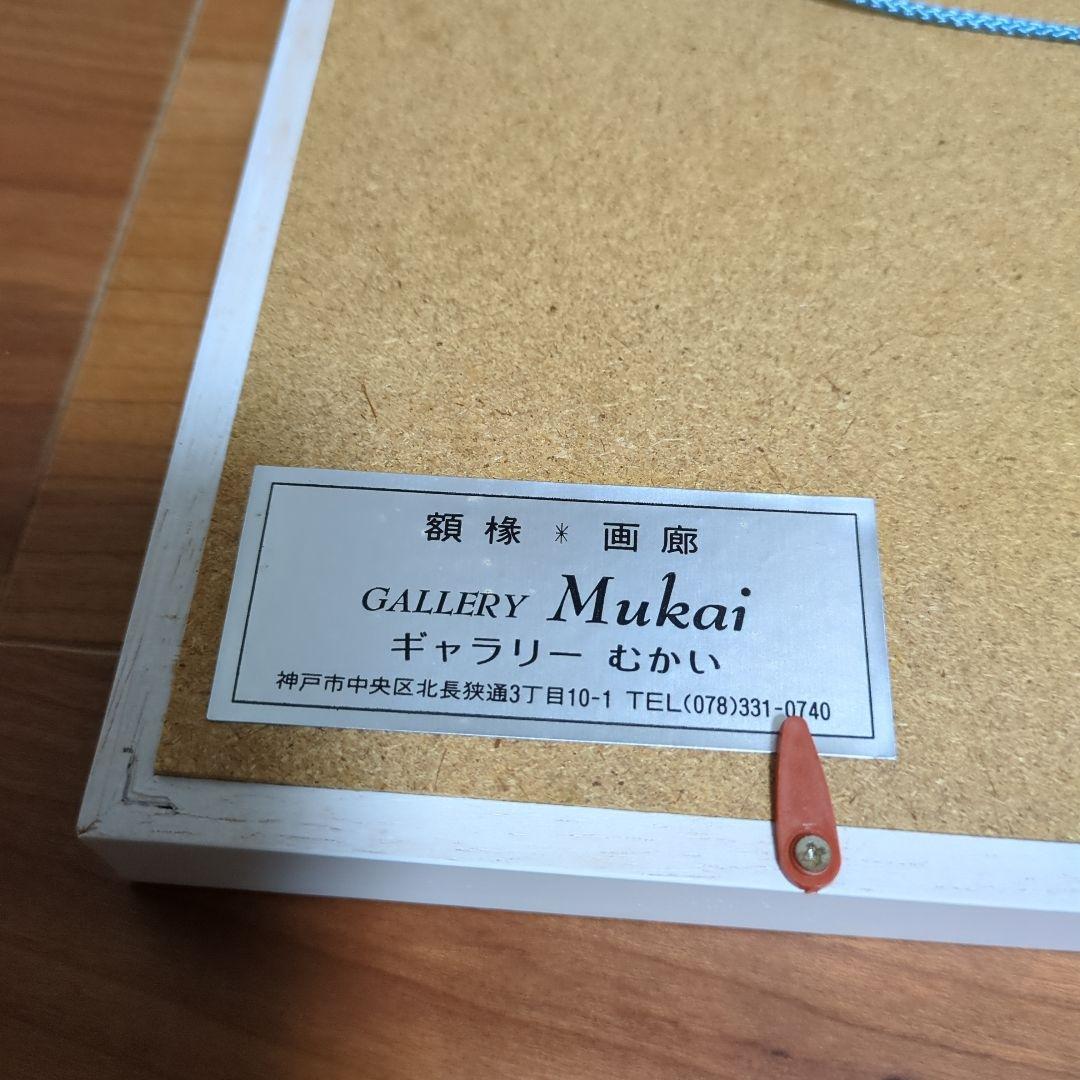 額椽＊画廊
GALLERY Mukai
ギャラリー むかい
神戸市中央区北長狭通3丁目10-1 TEL(078)331-0740